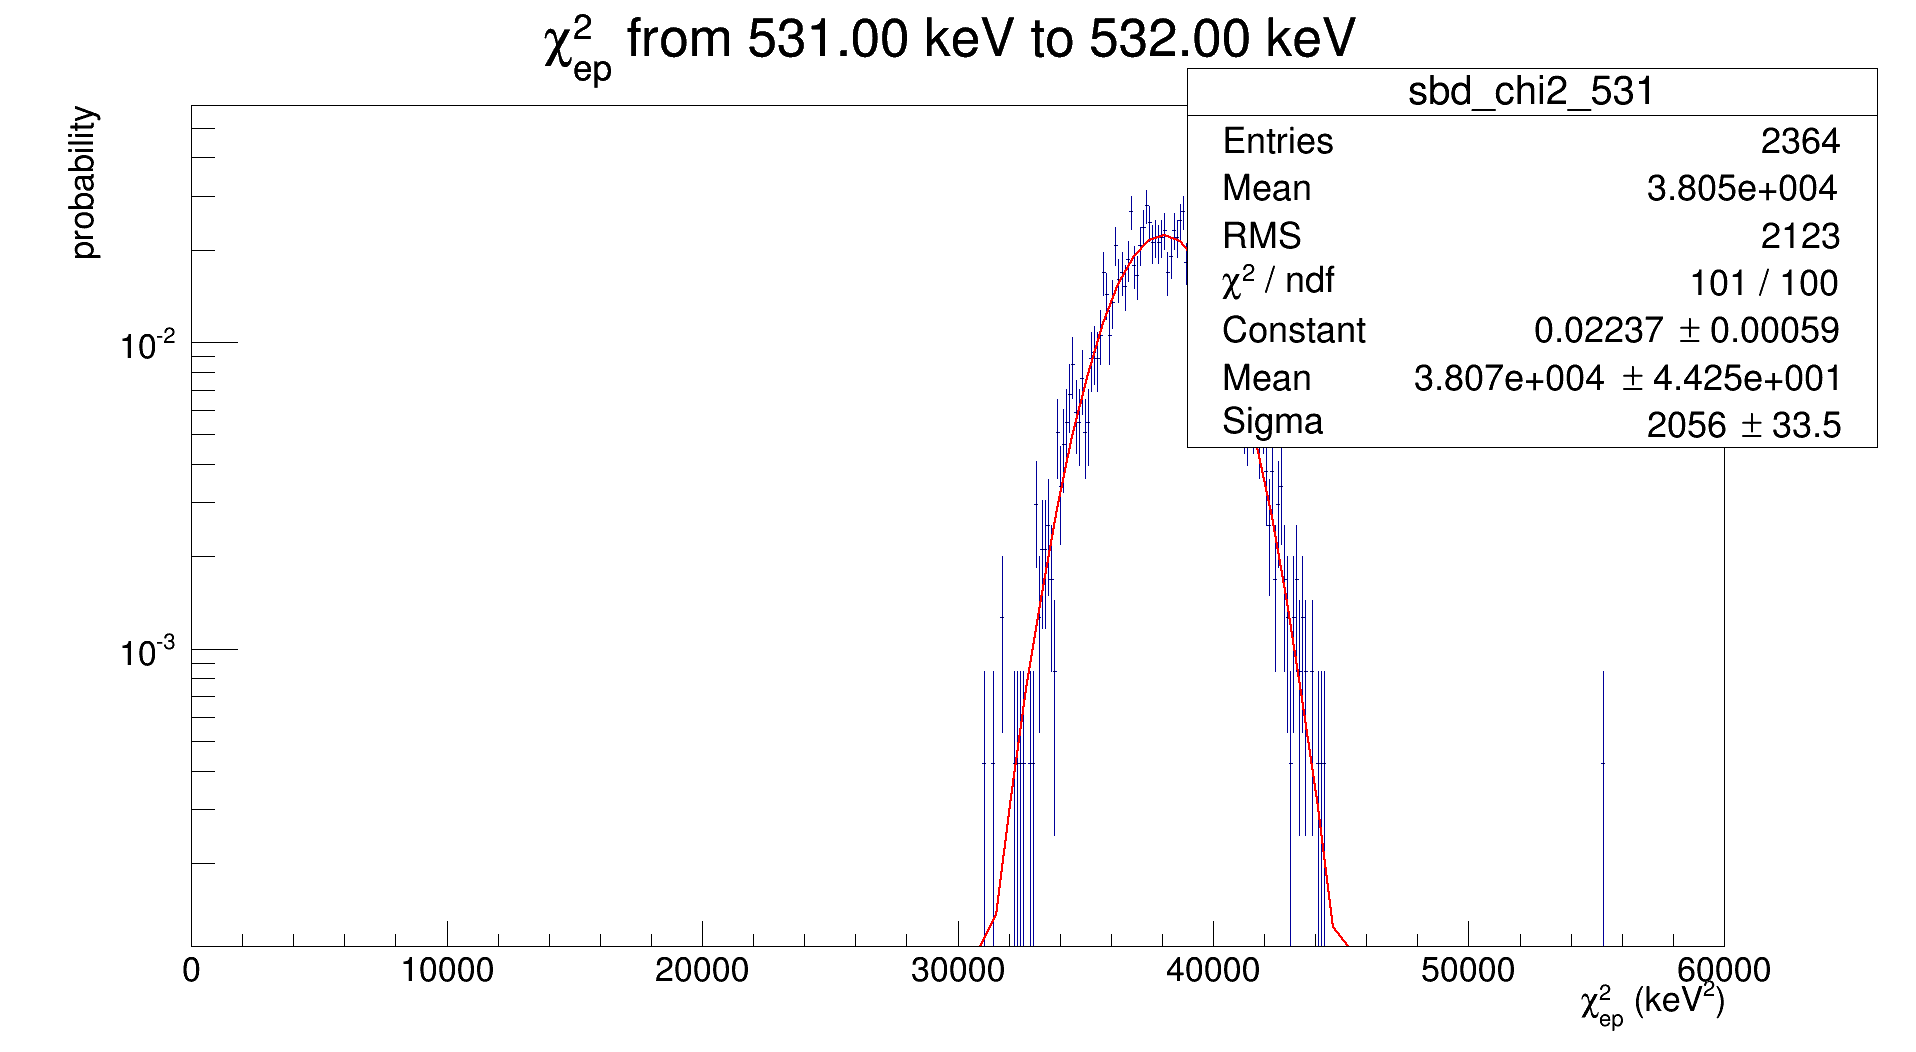 χ²ep from 531.00 keV to 532.00 keV
sbd_chi2_531
Entries 2364
Mean 3.805e+004
RMS 2123
χ² / ndf 101 / 100
Constant 0.02237 ± 0.00059
Mean 3.807e+004 ± 4.425e+001
Sigma 2056 ± 33.5
probability
10⁻²
10⁻³
0 10000 20000 30000 40000 50000 60000
χ²ep (keV²)